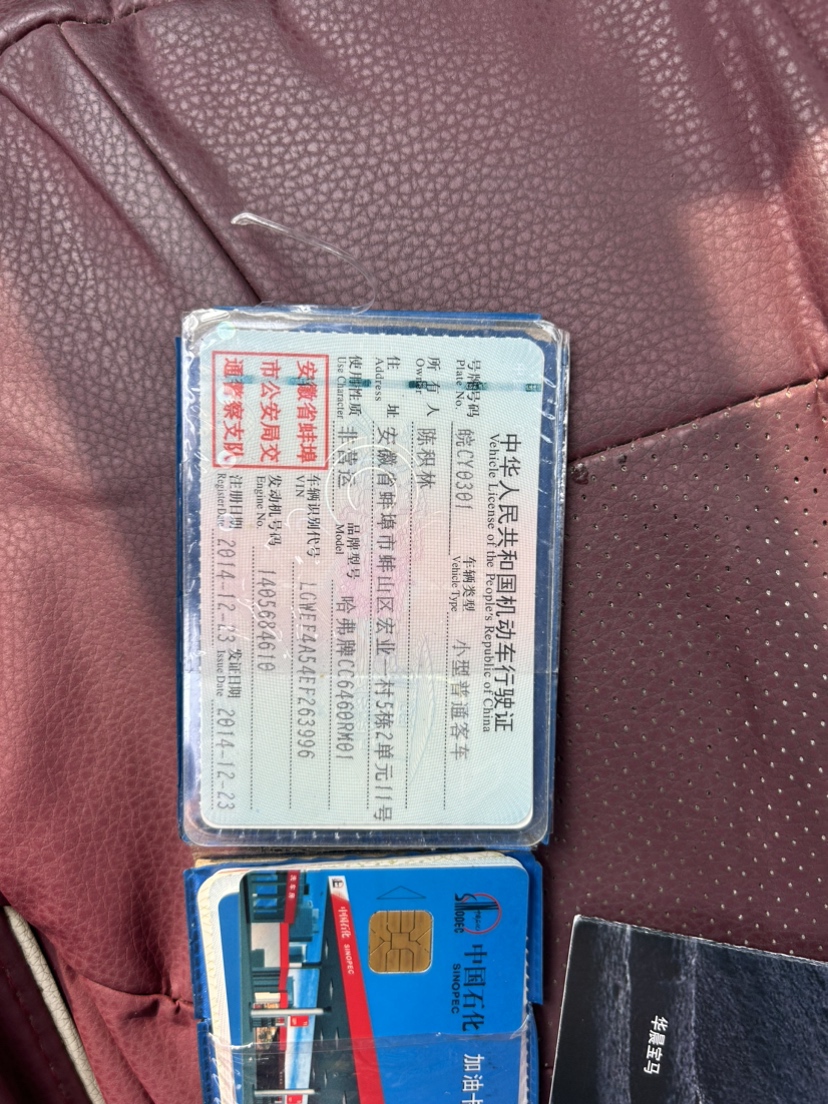 中华人民共和国机动车行驶证
Vehicle License of the People's Republic of China
号牌号码 皖CY0301 车辆类型 小型普通客车
Plate No. Vehicle Type
所有人 陈积林
Owner
住址 安徽省蚌埠市蚌山区宏业一村5栋2单元11号
Address
使用性质 非营运 品牌型号 哈弗牌CC6460RM01
Use Character Model
安徽省蚌埠
市公安局交
通警察支队
车辆识别代号 LGWEF4A54EF263996
VIN
发动机号码 1405684610
Engine No.
注册日期 2014-12-23 发证日期 2014-12-23
Register Date Issue Date
SINOPEC
中国石化
SINOPEC
加油卡
中国石化 SINOPEC
华晨宝马